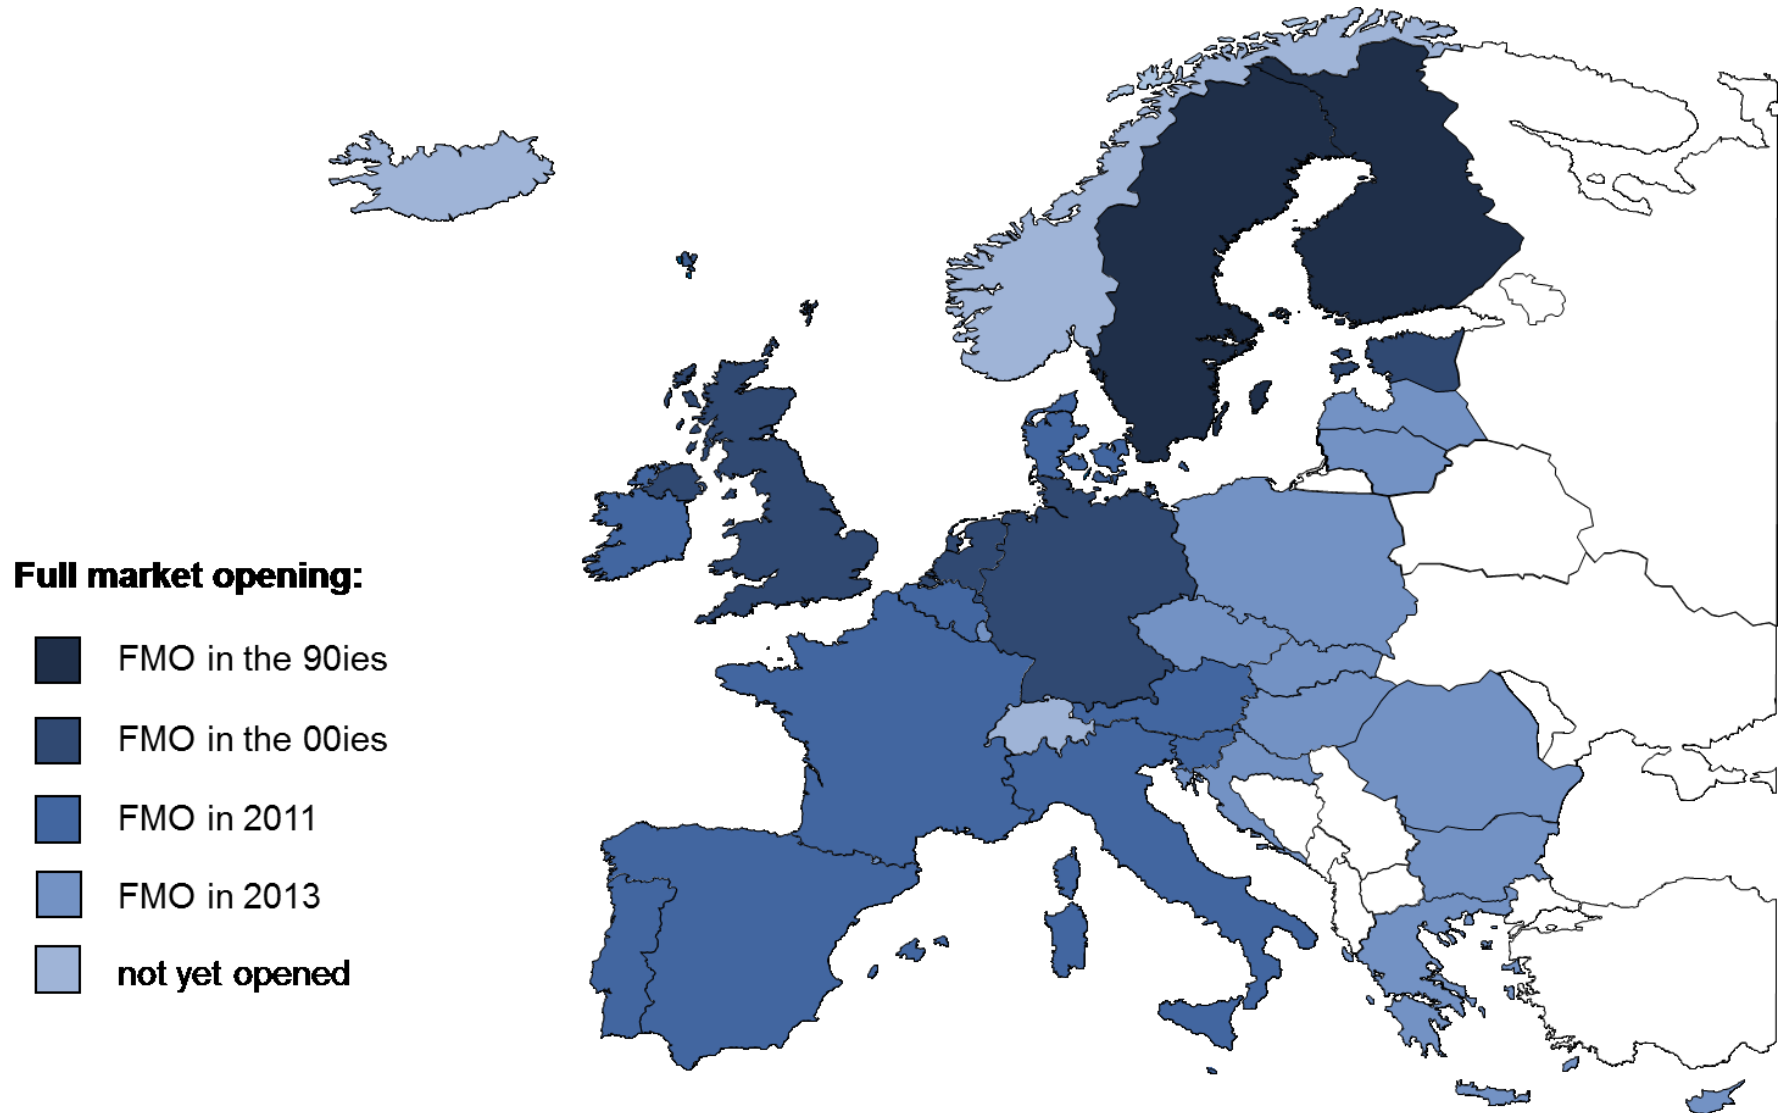 Full market opening:
FMO in the 90ies
FMO in the 00ies
FMO in 2011
FMO in 2013
not yet opened